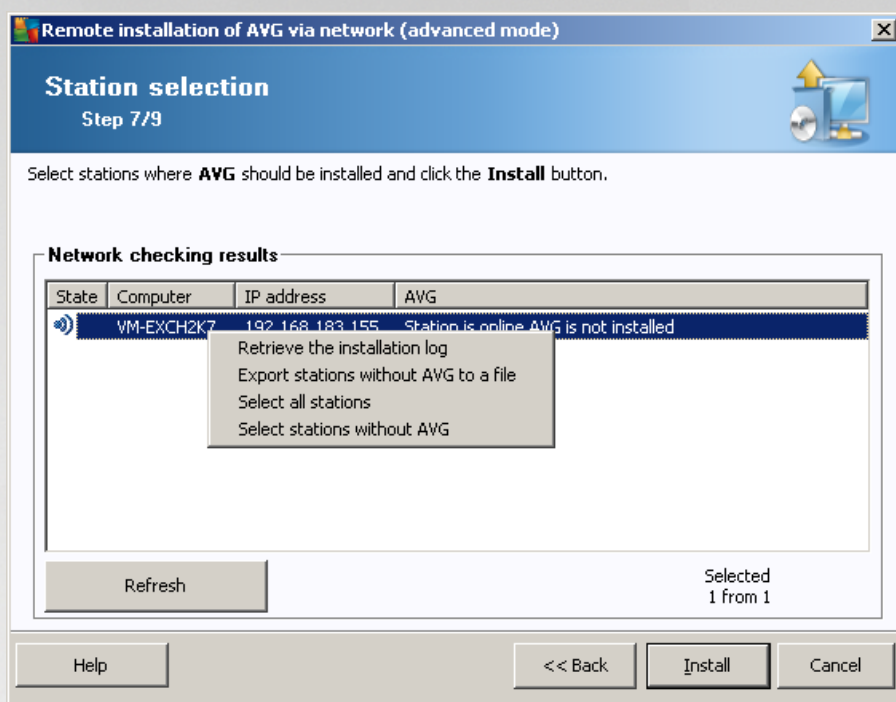 Remote installation of AVG via network (advanced mode)
Station selection
Step 7/9
Select stations where AVG should be installed and click the Install button.
Network checking results
State Computer IP address AVG
VM-EXCH2K7 192.168.183.155 Station is online AVG is not installed
Retrieve the installation log
Export stations without AVG to a file
Select all stations
Select stations without AVG
Refresh
Selected
1 from 1
Help << Back Install Cancel